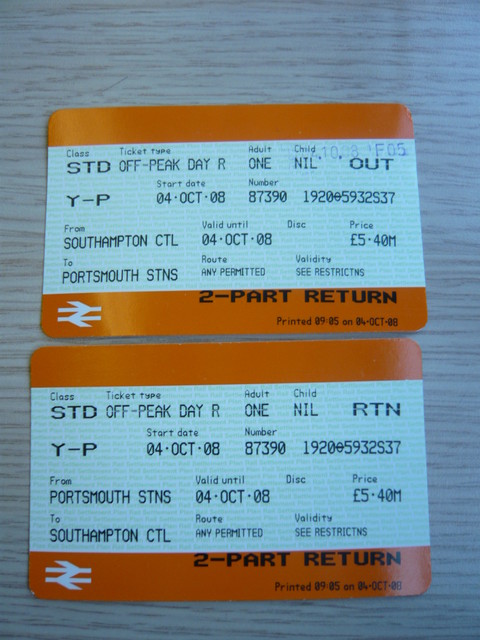 Class Ticket type Adult Child
STD OFF-PEAK DAY R ONE NIL OUT
Start date Number
Y-P 04·OCT·08 87390 192005932S37
From Valid until Disc Price
SOUTHAMPTON CTL 04·OCT·08 £5·40M
To Route Validity
PORTSMOUTH STNS ANY PERMITTED SEE RESTRICTNS
2-PART RETURN
Printed 09:05 on 04·OCT·08
Class Ticket type Adult Child
STD OFF-PEAK DAY R ONE NIL RTN
Start date Number
Y-P 04·OCT·08 87390 192005932S37
From Valid until Disc Price
PORTSMOUTH STNS 04·OCT·08 £5·40M
To Route Validity
SOUTHAMPTON CTL ANY PERMITTED SEE RESTRICTNS
2-PART RETURN
Printed 09:05 on 04·OCT·08